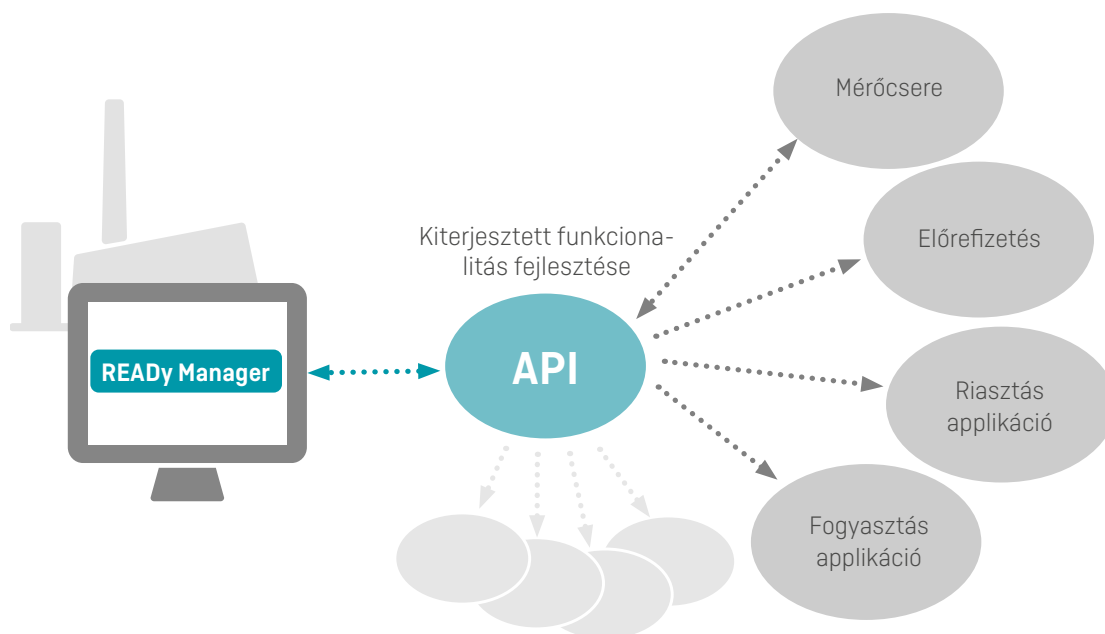 Mérőcsere
Előrefizetés
Kiterjesztett funkciona-
litás fejlesztése
READy Manager
API
Riasztás
applikáció
Fogyasztás
applikáció